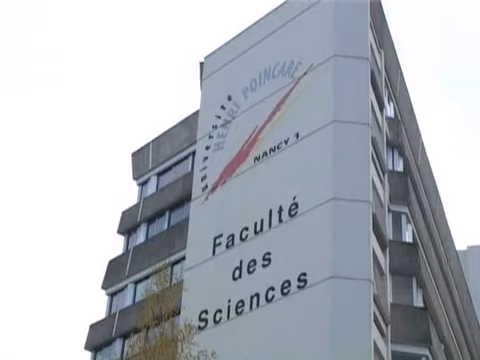 université
HENRI POINCARÉ
NANCY 1
Faculté
des
Sciences